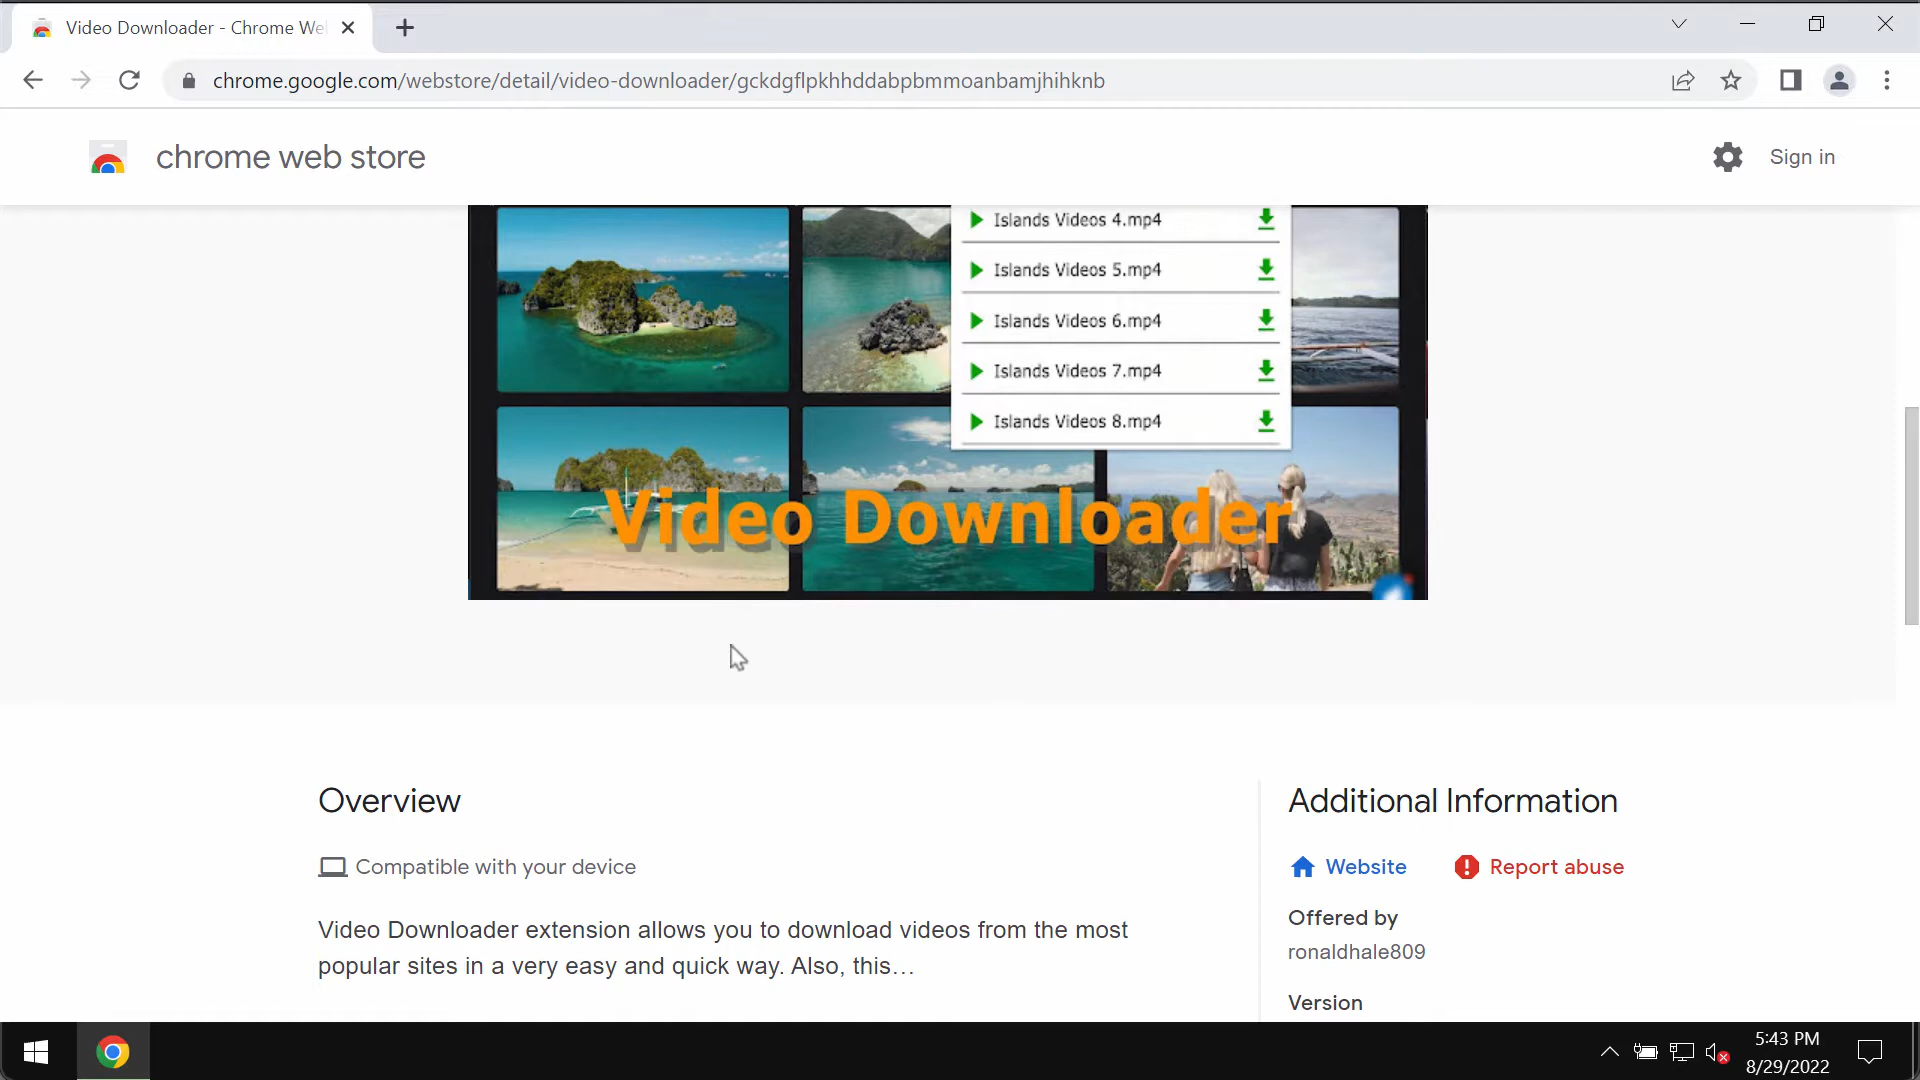 Video Downloader - Chrome We
chrome.google.com/webstore/detail/video-downloader/gckdgflpkhhddabpbmmoanbamjhihknb
chrome web store
Sign in
Islands Videos 4.mp4
Islands Videos 5.mp4
Islands Videos 6.mp4
Islands Videos 7.mp4
Islands Videos 8.mp4
Video Downloader
Overview
Compatible with your device
Video Downloader extension allows you to download videos from the most
popular sites in a very easy and quick way. Also, this…
Additional Information
Website
Report abuse
Offered by
ronaldhale809
Version
5:43 PM
8/29/2022